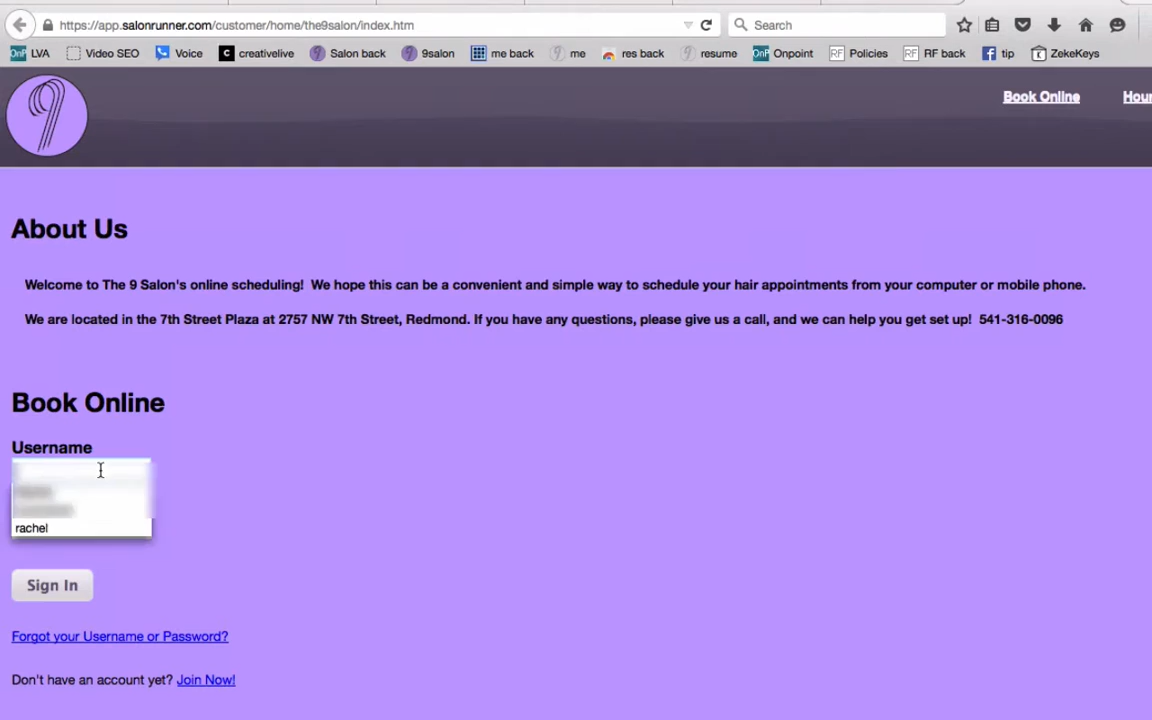 https://app.salonrunner.com/customer/home/the9salon/index.htm
Search
LVA
Video SEO
Voice
creativelive
Salon back
9salon
me back
me
res back
resume
Onpoint
Policies
RF back
tip
ZekeKeys
9
Book Online
Hour
About Us
Welcome to The 9 Salon's online scheduling! We hope this can be a convenient and simple way to schedule your hair appointments from your computer or mobile phone.
We are located in the 7th Street Plaza at 2757 NW 7th Street, Redmond. If you have any questions, please give us a call, and we can help you get set up! 541-316-0096
Book Online
Username
rachel
Sign In
Forgot your Username or Password?
Don't have an account yet? Join Now!